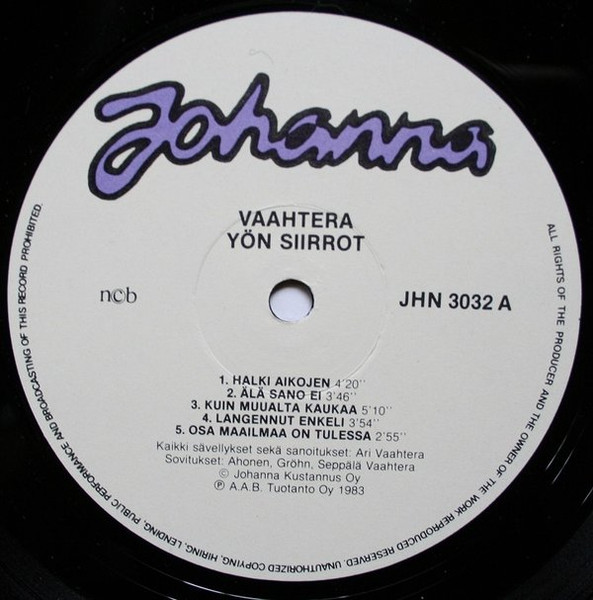 Johanna
VAAHTERA
YÖN SIIRROT
ncb
JHN 3032 A
1. HALKI AIKOJEN 4'20''
2. ÄLÄ SANO EI 3'46''
3. KUIN MUUALTA KAUKAA 5'10''
4. LANGENNUT ENKELI 3'54''
5. OSA MAAILMAA ON TULESSA 2'55''
Kaikki sävellykset sekä sanoitukset: Ari Vaahtera
Sovitukset: Ahonen, Gröhn, Seppälä Vaahtera
© Johanna Kustannus Oy
℗ A.A.B. Tuotanto Oy 1983
ALL RIGHTS OF THE PRODUCER AND THE OWNER OF THE WORK REPRODUCED RESERVED. UNAUTHORIZED COPYING, HIRING, LENDING, PUBLIC PERFORMANCE AND BROADCASTING OF THIS RECORD PROHIBITED.